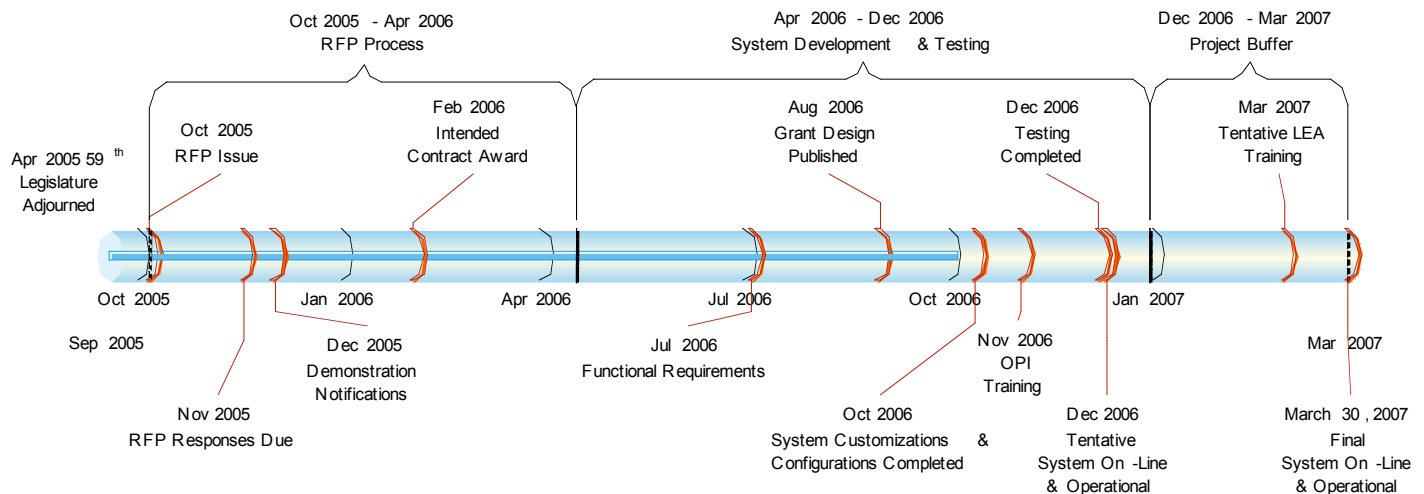 Oct 2005 - Apr 2006
RFP Process
Apr 2006 - Dec 2006
System Development & Testing
Dec 2006 - Mar 2007
Project Buffer
Apr 2005 59 th
Legislature
Adjourned
Oct 2005
RFP Issue
Feb 2006
Intended
Contract Award
Aug 2006
Grant Design
Published
Dec 2006
Testing
Completed
Mar 2007
Tentative LEA
Training
Oct 2005
Jan 2006
Apr 2006
Jul 2006
Oct 2006
Jan 2007
Sep 2005
Mar 2007
Nov 2005
RFP Responses Due
Dec 2005
Demonstration
Notifications
Jul 2006
Functional Requirements
Oct 2006
System Customizations &
Configurations Completed
Nov 2006
OPI
Training
Dec 2006
Tentative
System On -Line
& Operational
March 30 , 2007
Final
System On -Line
& Operational